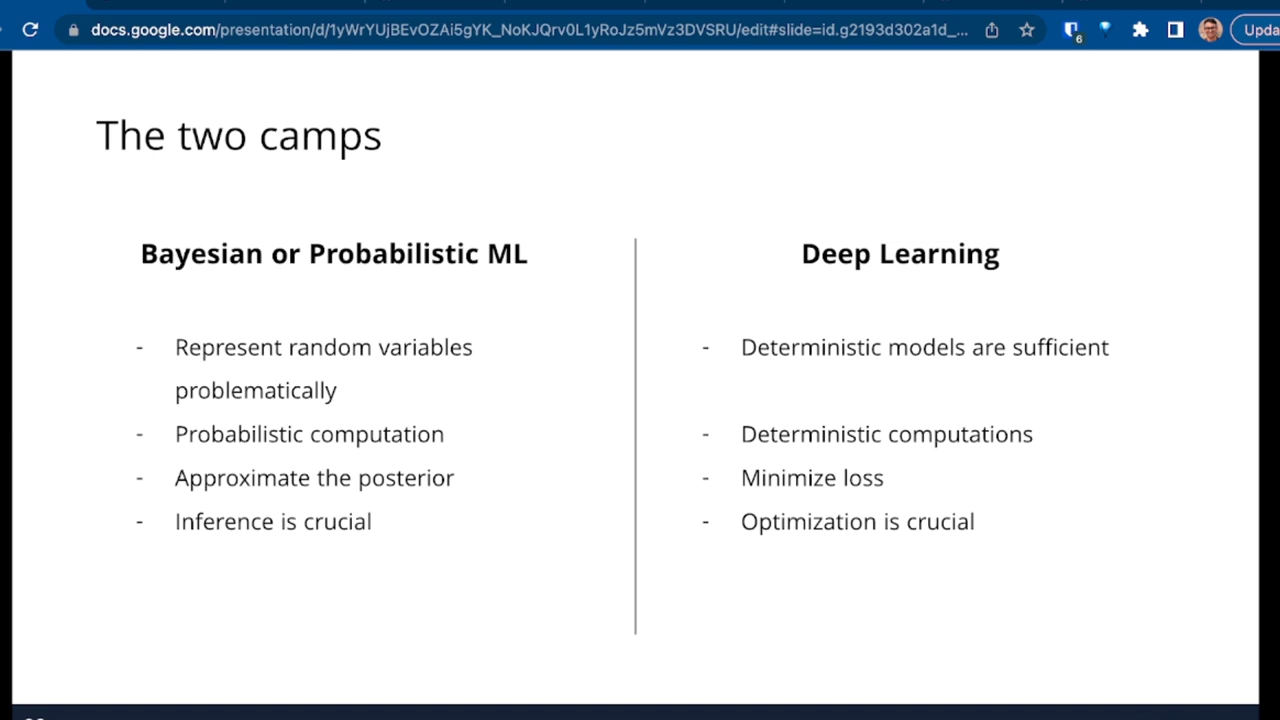 docs.google.com/presentation/d/1yWrYUjBEvOZAi5gYK_NoKJQrv0L1yRoJz5mVz3DVSRU/edit#slide=id.g2193d302a1d_...
6
Upda
The two camps
Bayesian or Probabilistic ML
- Represent random variables
problematically
- Probabilistic computation
- Approximate the posterior
- Inference is crucial
Deep Learning
- Deterministic models are sufficient
- Deterministic computations
- Minimize loss
- Optimization is crucial